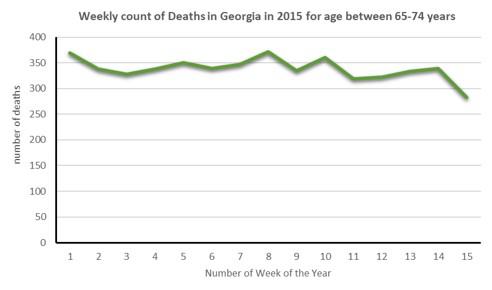 Weekly count of Deaths in Georgia in 2015 for age between 65-74 years
400
350
300
250
200
150
100
50
0
number of deaths
1 2 3 4 5 6 7 8 9 10 11 12 13 14 15
Number of Week of the Year